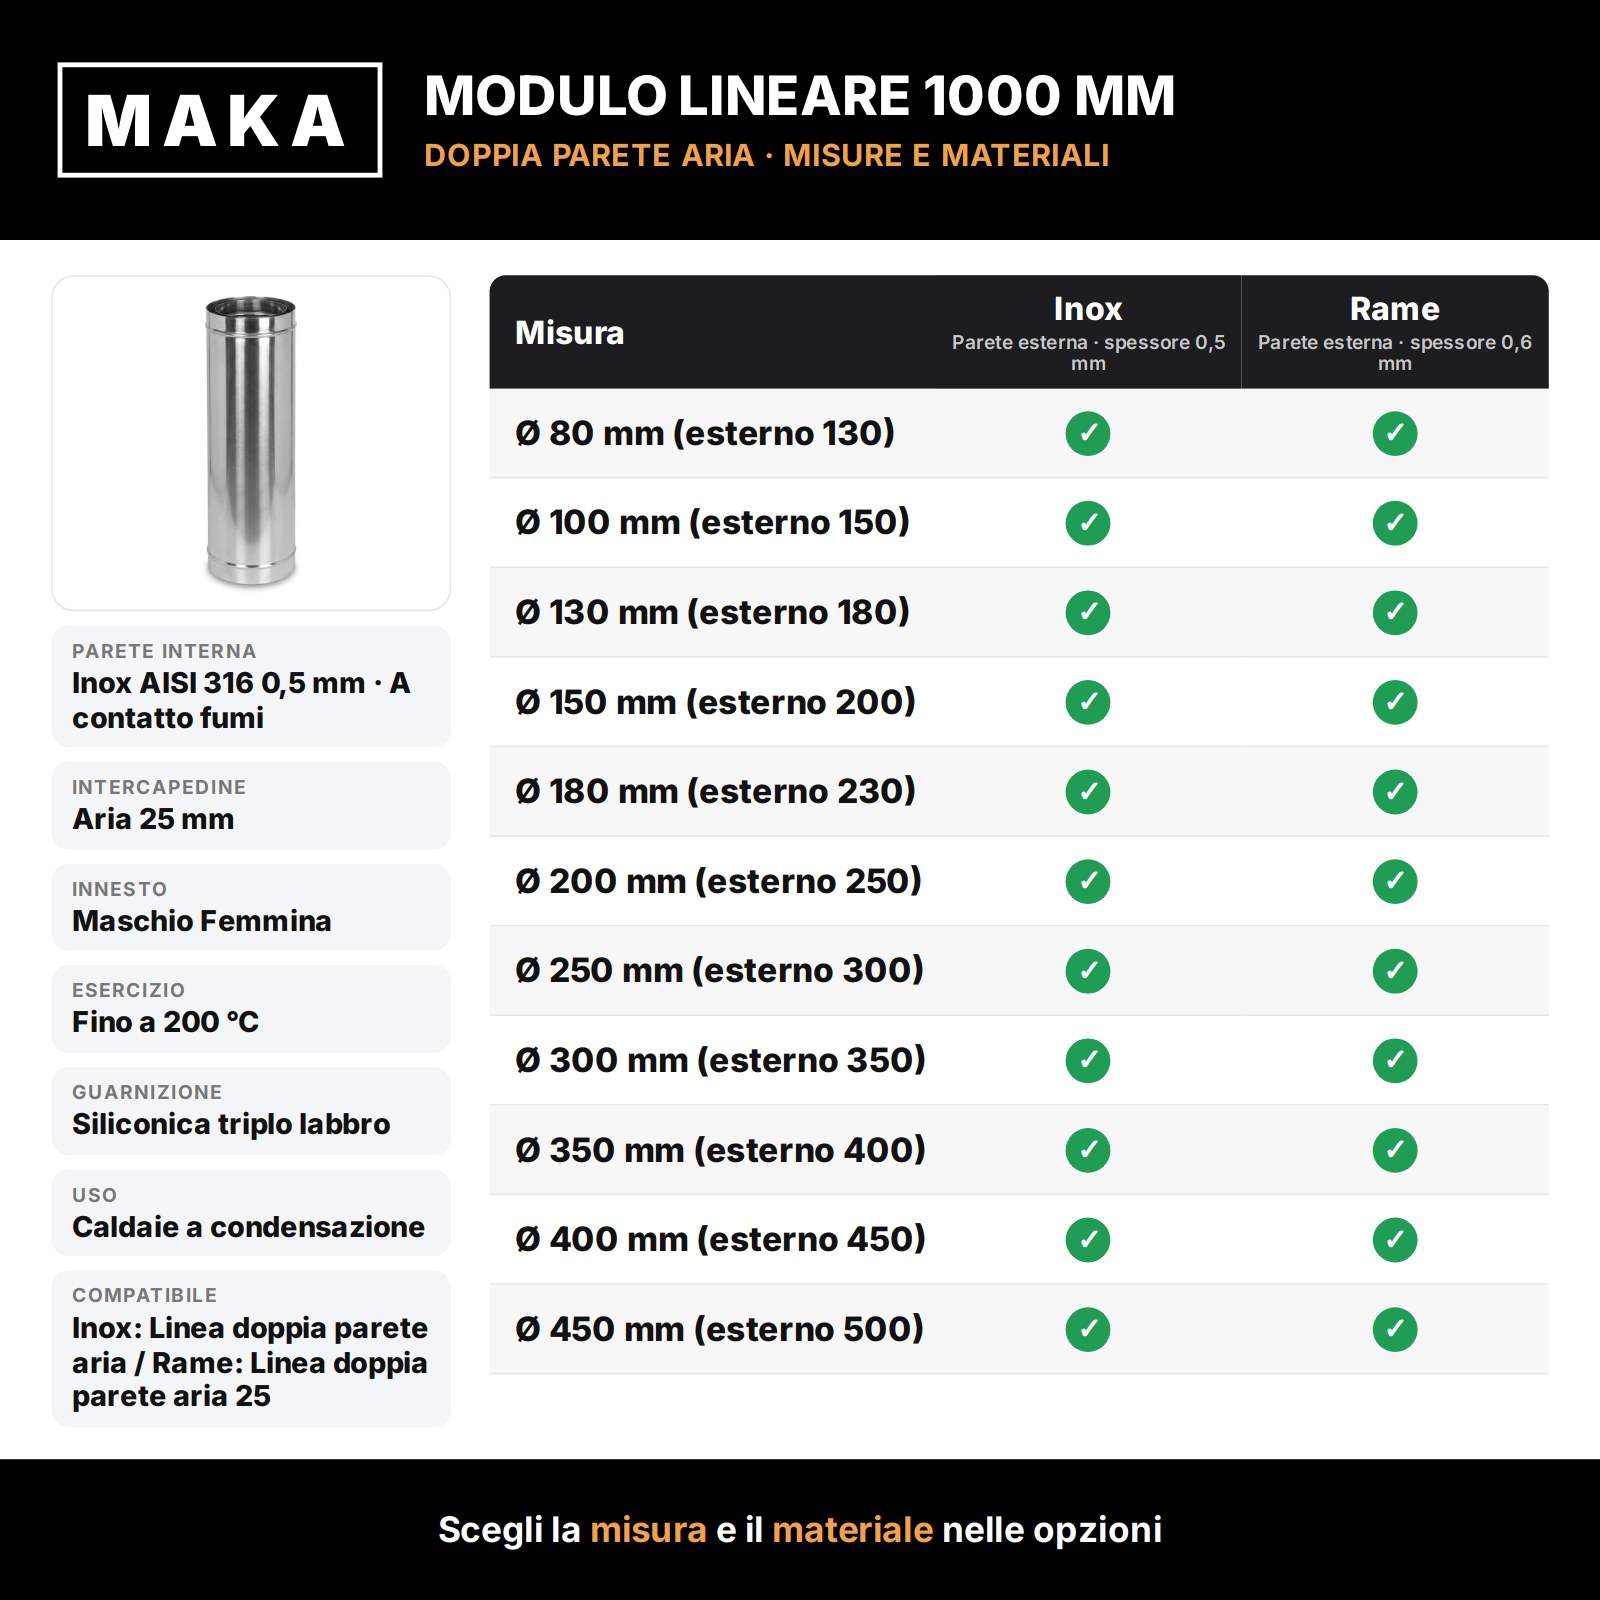 MAKA
MODULO LINEARE 1000 MM
DOPPIA PARETE ARIA · MISURE E MATERIALI
PARETE INTERNA
Inox AISI 316 0,5 mm · A
contatto fumi
INTERCAPEDINE
Aria 25 mm
INNESTO
Maschio Femmina
ESERCIZIO
Fino a 200 °C
GUARNIZIONE
Siliconica triplo labbro
USO
Caldaie a condensazione
COMPATIBILE
Inox: Linea doppia parete
aria / Rame: Linea doppia
parete aria 25
Misura
Inox
Parete esterna · spessore 0,5
mm
Rame
Parete esterna · spessore 0,6
mm
Ø 80 mm (esterno 130) ✓ ✓
Ø 100 mm (esterno 150) ✓ ✓
Ø 130 mm (esterno 180) ✓ ✓
Ø 150 mm (esterno 200) ✓ ✓
Ø 180 mm (esterno 230) ✓ ✓
Ø 200 mm (esterno 250) ✓ ✓
Ø 250 mm (esterno 300) ✓ ✓
Ø 300 mm (esterno 350) ✓ ✓
Ø 350 mm (esterno 400) ✓ ✓
Ø 400 mm (esterno 450) ✓ ✓
Ø 450 mm (esterno 500) ✓ ✓
Scegli la misura e il materiale nelle opzioni